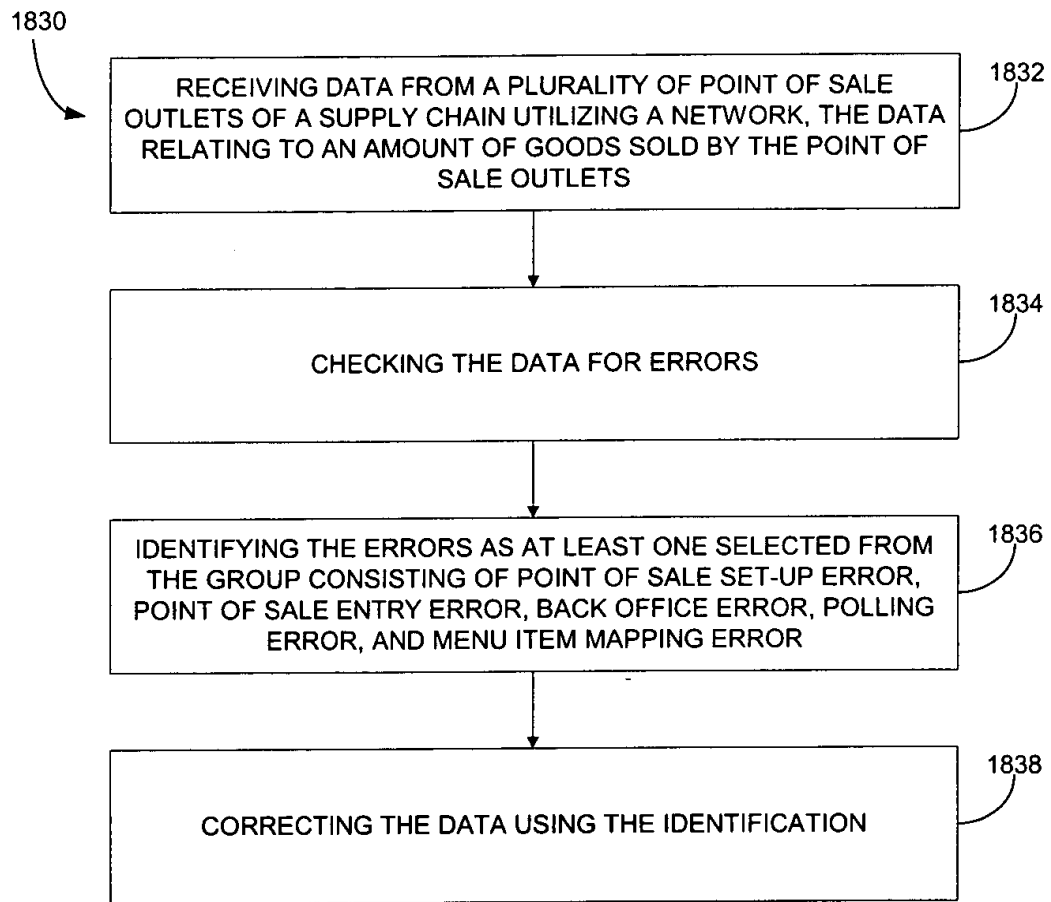 1830
RECEIVING DATA FROM A PLURALITY OF POINT OF SALE
OUTLETS OF A SUPPLY CHAIN UTILIZING A NETWORK, THE DATA
RELATING TO AN AMOUNT OF GOODS SOLD BY THE POINT OF
SALE OUTLETS
1832
CHECKING THE DATA FOR ERRORS
1834
IDENTIFYING THE ERRORS AS AT LEAST ONE SELECTED FROM
THE GROUP CONSISTING OF POINT OF SALE SET-UP ERROR,
POINT OF SALE ENTRY ERROR, BACK OFFICE ERROR, POLLING
ERROR, AND MENU ITEM MAPPING ERROR
1836
CORRECTING THE DATA USING THE IDENTIFICATION
1838